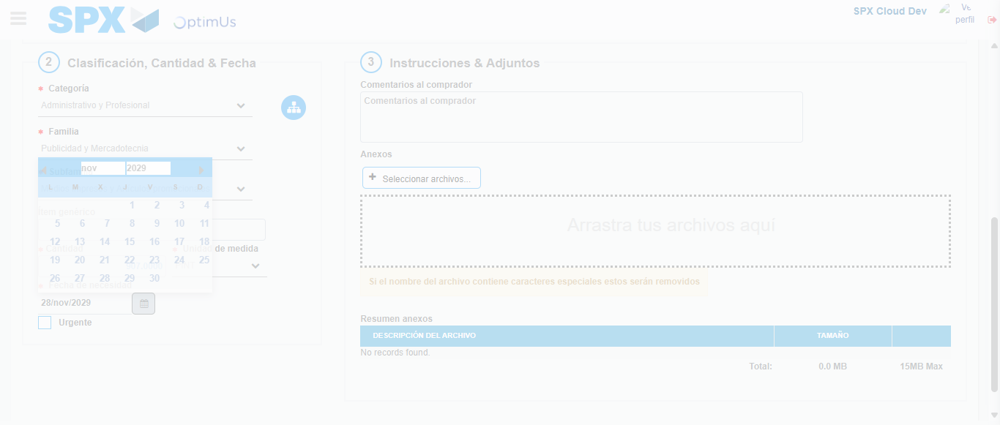 SPX
OptimUs
SPX Cloud Dev
perfil
2 Clasificación, Cantidad & Fecha
* Categoría
Administrativo y Profesional
* Familia
Publicidad y Mercadotecnia
nov 2029
L M X J V S D
1 2 3 4
5 6 7 8 9 10 11
12 13 14 15 16 17 18
19 20 21 22 23 24 25
26 27 28 29 30
Ítem genérico
* Cantidad
* Unidad de medida
* Fecha de necesidad
28/nov/2029
Urgente
3 Instrucciones & Adjuntos
Comentarios al comprador
Comentarios al comprador
Anexos
+ Seleccionar archivos...
Arrastra tus archivos aquí
Si el nombre del archivo contiene caracteres especiales estos serán removidos
Resumen anexos
DESCRIPCIÓN DEL ARCHIVO TAMAÑO
No records found.
Total: 0.0 MB 15MB Max